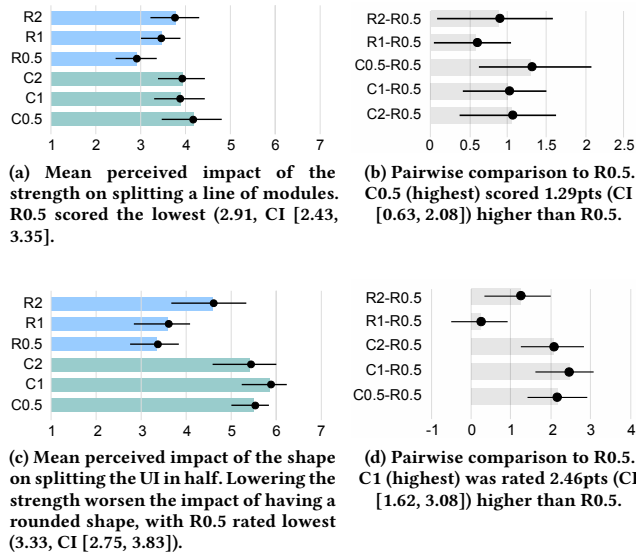 R2
R1
R0.5
C2
C1
C0.5
1 2 3 4 5 6 7
(a) Mean perceived impact of the
strength on splitting a line of modules.
R0.5 scored the lowest (2.91, CI [2.43,
3.35].
R2-R0.5
R1-R0.5
C0.5-R0.5
C1-R0.5
C2-R0.5
0 0.5 1 1.5 2 2.5
(b) Pairwise comparison to R0.5.
C0.5 (highest) scored 1.29pts (CI
[0.63, 2.08]) higher than R0.5.
R2
R1
R0.5
C2
C1
C0.5
1 2 3 4 5 6 7
(c) Mean perceived impact of the shape
on splitting the UI in half. Lowering the
strength worsen the impact of having a
rounded shape, with R0.5 rated lowest
(3.33, CI [2.75, 3.83]).
R2-R0.5
R1-R0.5
C2-R0.5
C1-R0.5
C0.5-R0.5
-1 0 1 2 3 4
(d) Pairwise comparison to R0.5.
C1 (highest) was rated 2.46pts (CI
[1.62, 3.08]) higher than R0.5.